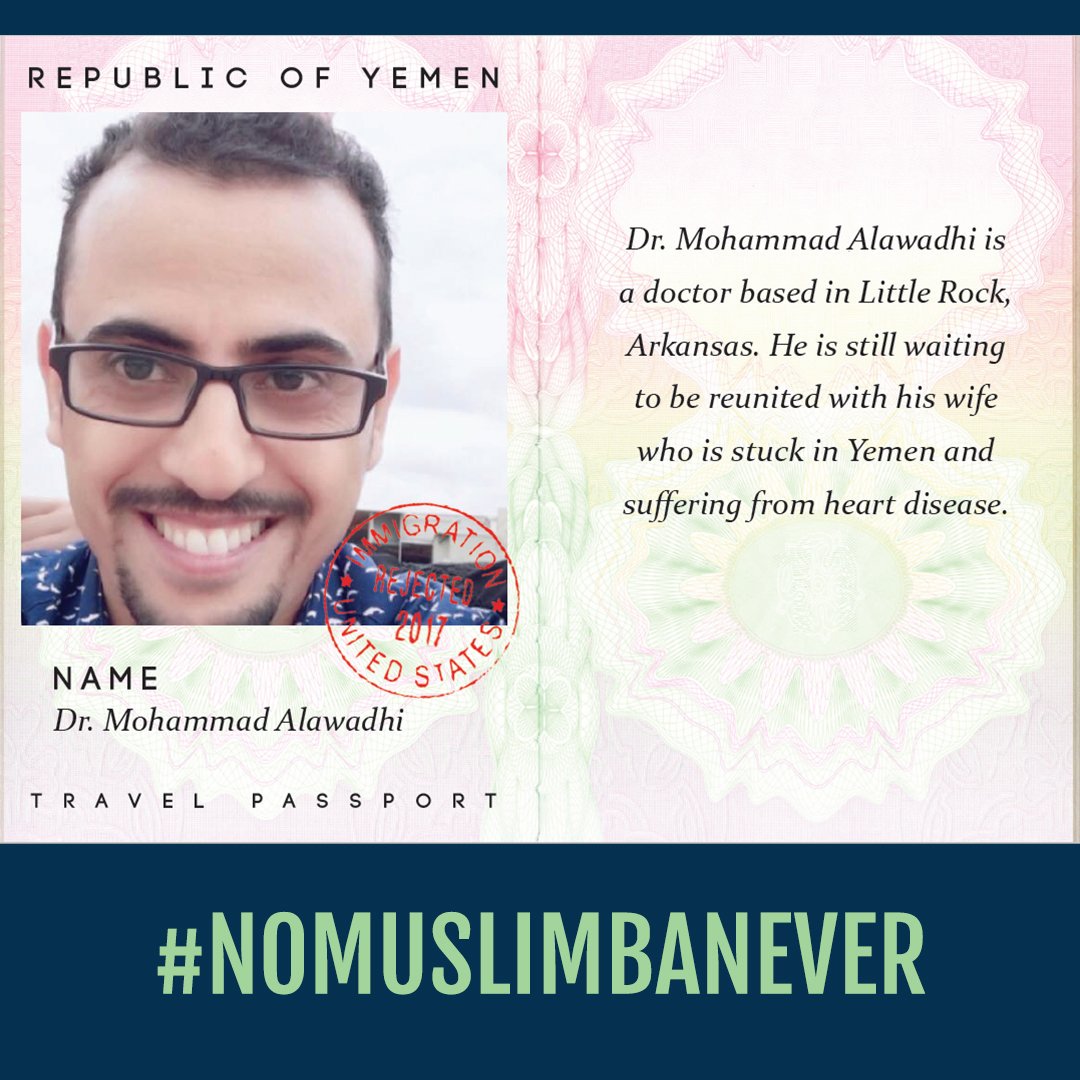 REPUBLIC OF YEMEN
IMMIGRATION
REJECTED
2017
UNITED STATES
NAME
Dr. Mohammad Alawadhi
TRAVEL PASSPORT
Dr. Mohammad Alawadhi is
a doctor based in Little Rock,
Arkansas. He is still waiting
to be reunited with his wife
who is stuck in Yemen and
suffering from heart disease.
#NOMUSLIMBANEVER